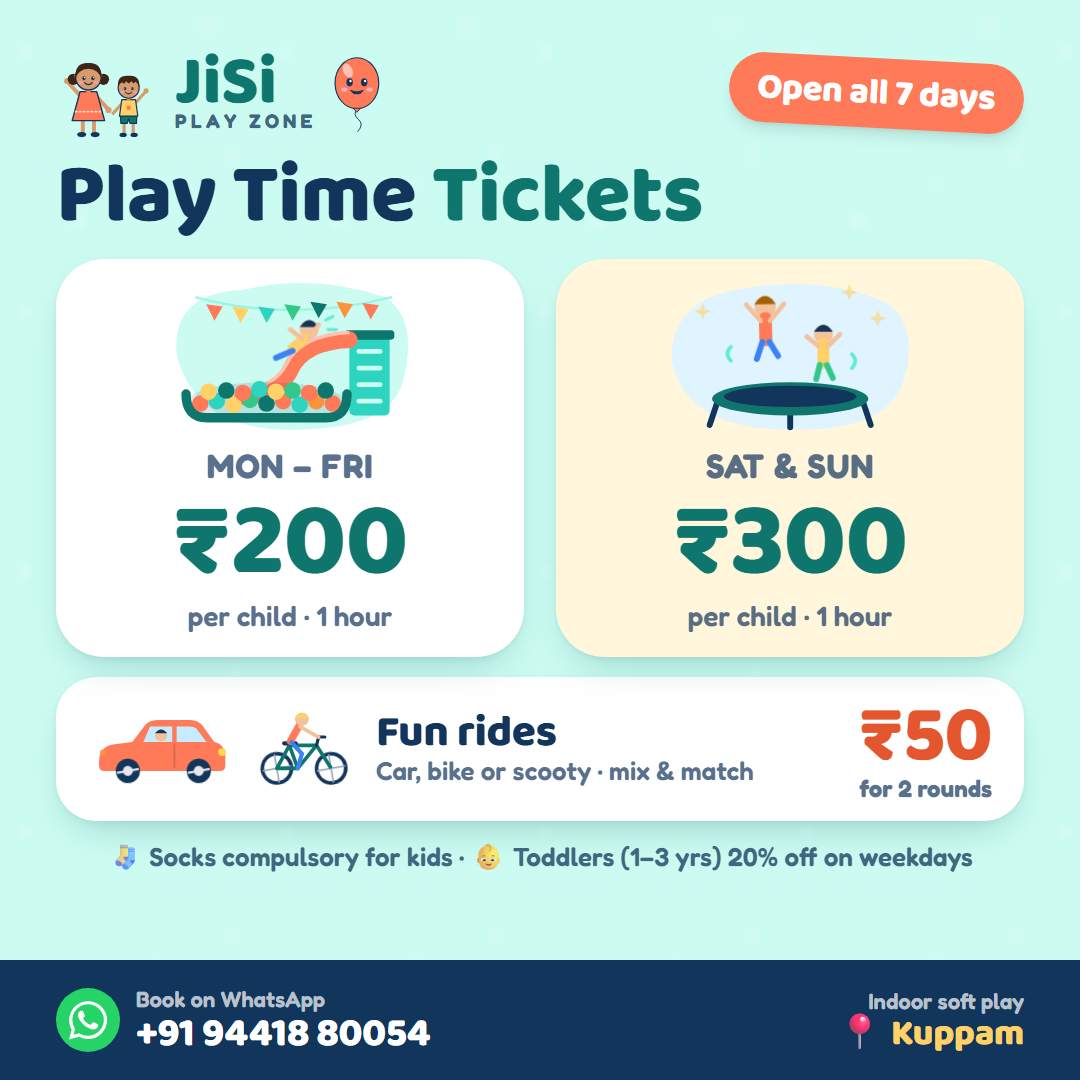 JiSi
PLAY ZONE
Open all 7 days
Play Time Tickets
MON – FRI
₹200
per child · 1 hour
SAT & SUN
₹300
per child · 1 hour
Fun rides
Car, bike or scooty · mix & match
₹50
for 2 rounds
🧦 Socks compulsory for kids · 👶 Toddlers (1–3 yrs) 20% off on weekdays
Book on WhatsApp
+91 94418 80054
Indoor soft play
📍 Kuppam